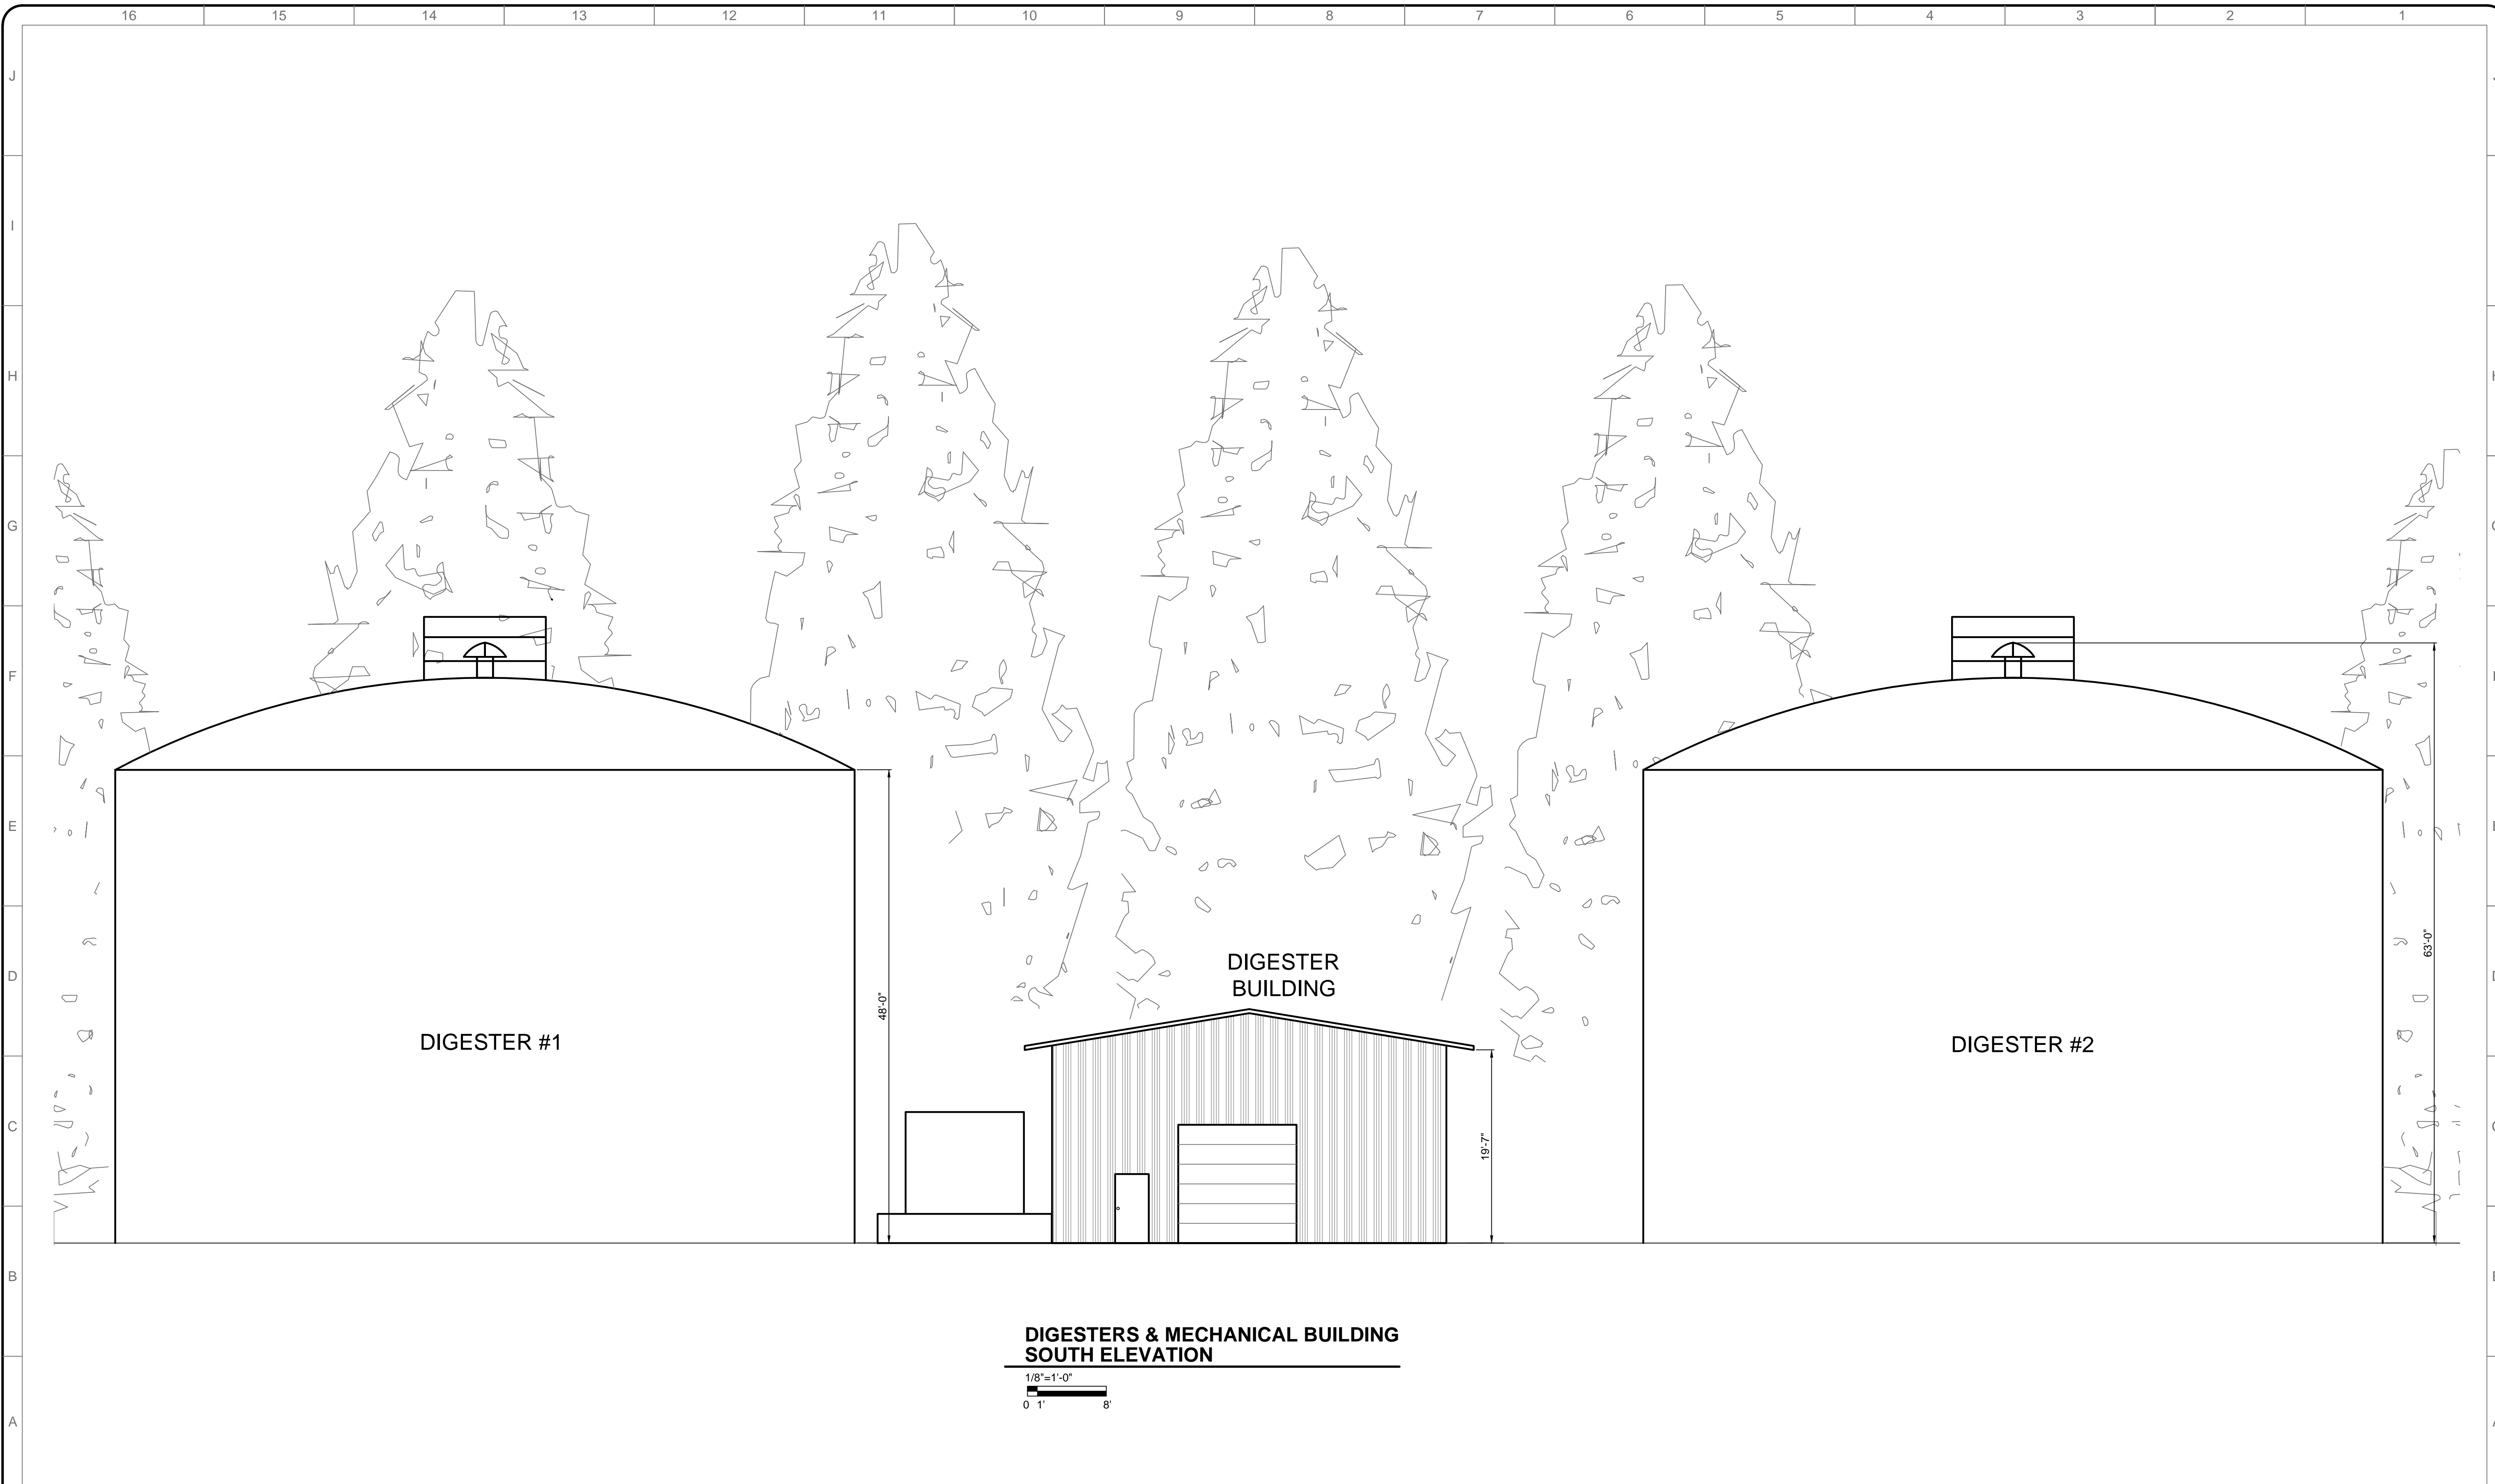 16 15 14 13 12 11 10 9 8 7 6 5 4 3 2 1
J
I
H
G
F
E
D
C
B
A
DIGESTER
BUILDING
63'-0"
48'-0"
DIGESTER #1
DIGESTER #2
19'-7"
DIGESTERS & MECHANICAL BUILDING
SOUTH ELEVATION
1/8"=1'-0"
0 1' 8'